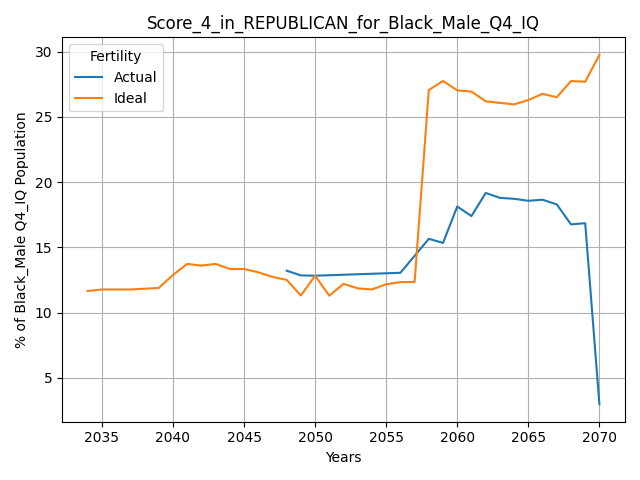 Score_4_in_REPUBLICAN_for_Black_Male_Q4_IQ
Fertility
Actual
Ideal
% of Black_Male Q4_IQ Population
30
25
20
15
10
5
2035 2040 2045 2050 2055 2060 2065 2070
Years